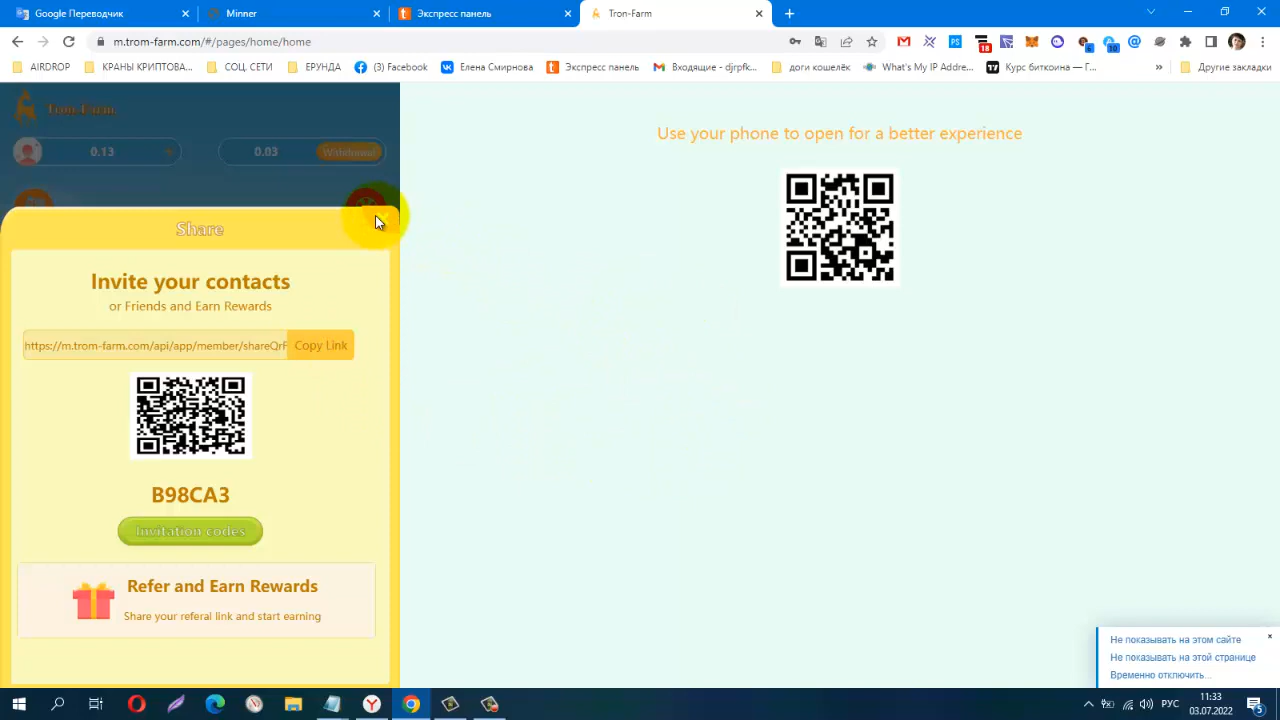 Google Переводчик
Minner
Экспресс панель
Tron-Farm
m.trom-farm.com/#/pages/home/home
18
6
10
AIRDROP
КРАНЫ КРИПТОВА...
СОЦ. СЕТИ
ЕРУНДА
(3) Facebook
Елена Смирнова
Экспресс панель
Входящие - djrpfk...
доги кошелёк
What's My IP Addre...
Курс биткоина — Г...
»
Другие закладки
Tron Farm
0.13
0.03
Withdrawal
Use your phone to open for a better experience
Share
Invite your contacts
or Friends and Earn Rewards
https://m.trom-farm.com/api/app/member/shareQrF
Copy Link
B98CA3
Invitation codes
Refer and Earn Rewards
Share your referal link and start earning
Не показывать на этом сайте
Не показывать на этой странице
Временно отключить...
РУС
11:33
03.07.2022
5